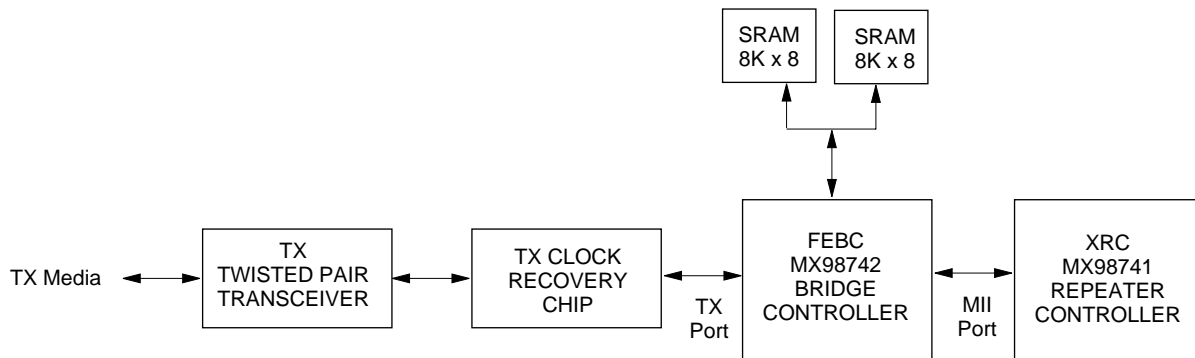 SRAM
8K x 8
SRAM
8K x 8
TX Media
TX
TWISTED PAIR
TRANSCEIVER
TX CLOCK
RECOVERY
CHIP
TX
Port
FEBC
MX98742
BRIDGE
CONTROLLER
MII
Port
XRC
MX98741
REPEATER
CONTROLLER